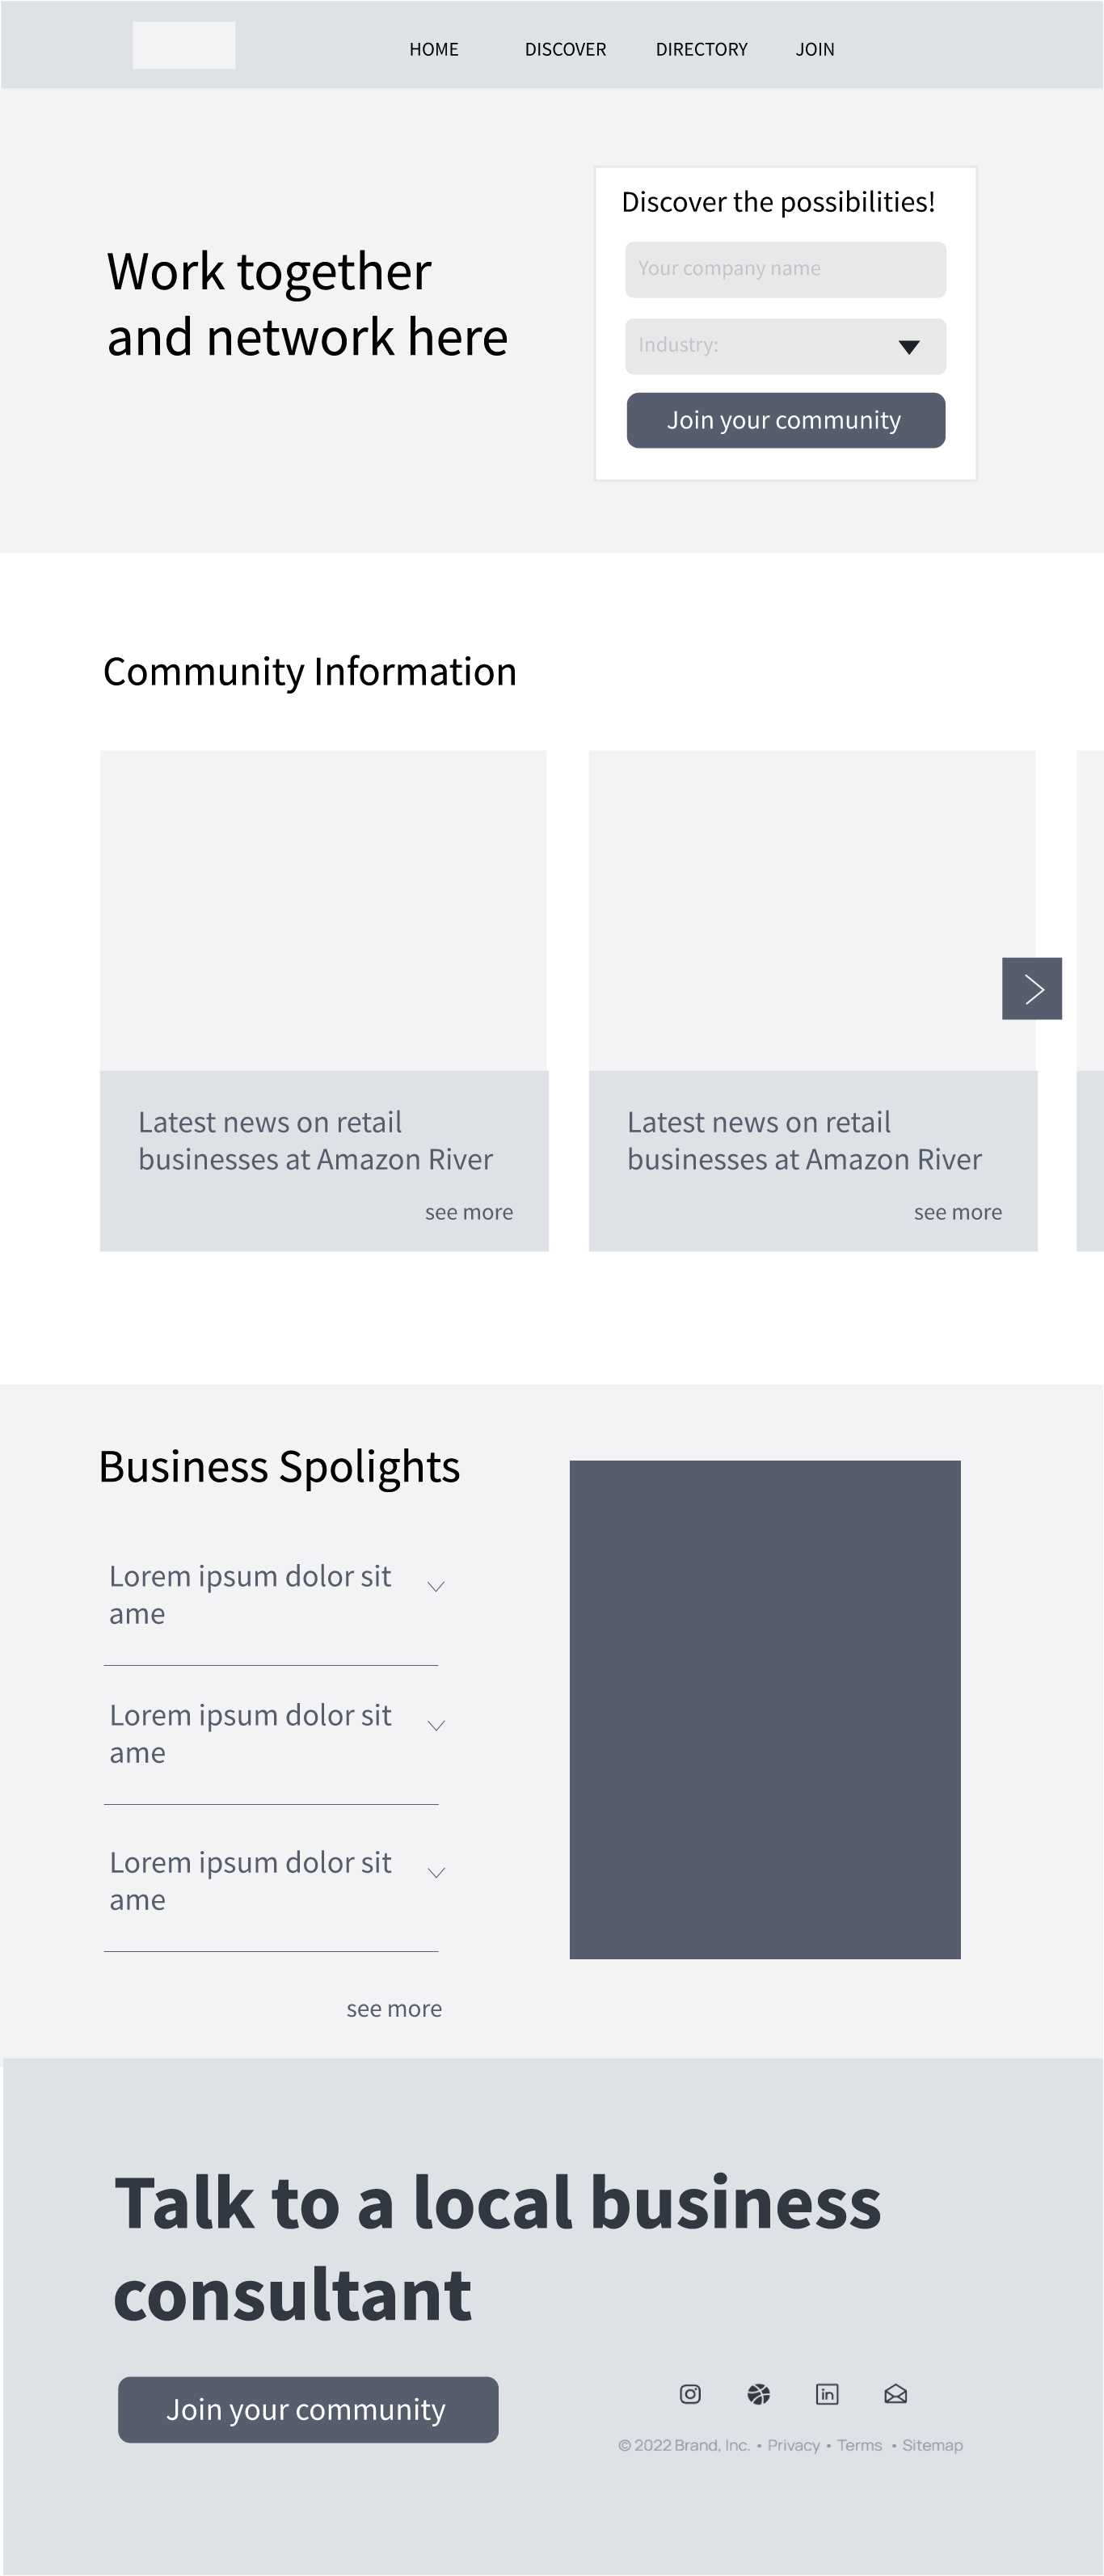 HOME DISCOVER DIRECTORY JOIN
Work together
and network here
Discover the possibilities!
Your company name
Industry:
Join your community
Community Information
Latest news on retail
businesses at Amazon River
see more
Latest news on retail
businesses at Amazon River
see more
Business Spolights
Lorem ipsum dolor sit
ame
Lorem ipsum dolor sit
ame
Lorem ipsum dolor sit
ame
see more
Talk to a local business
consultant
Join your community
in
© 2022 Brand, Inc. • Privacy • Terms • Sitemap